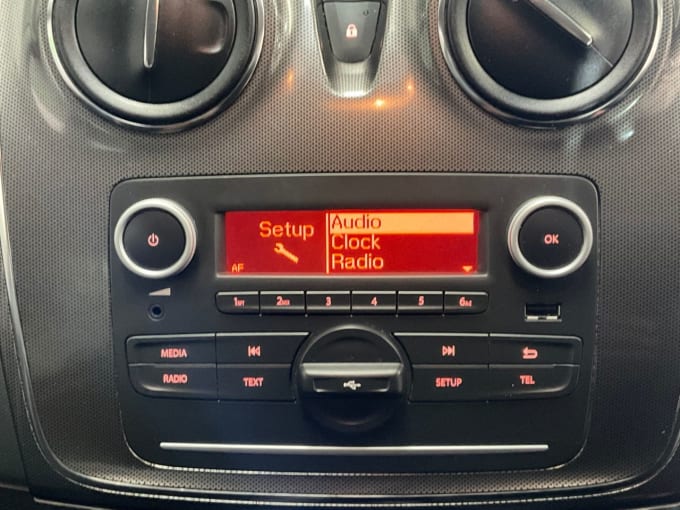 Setup
Audio
Clock
Radio
AF
OK
1
2
3
4
5
6
MEDIA
RADIO
TEXT
SETUP
TEL